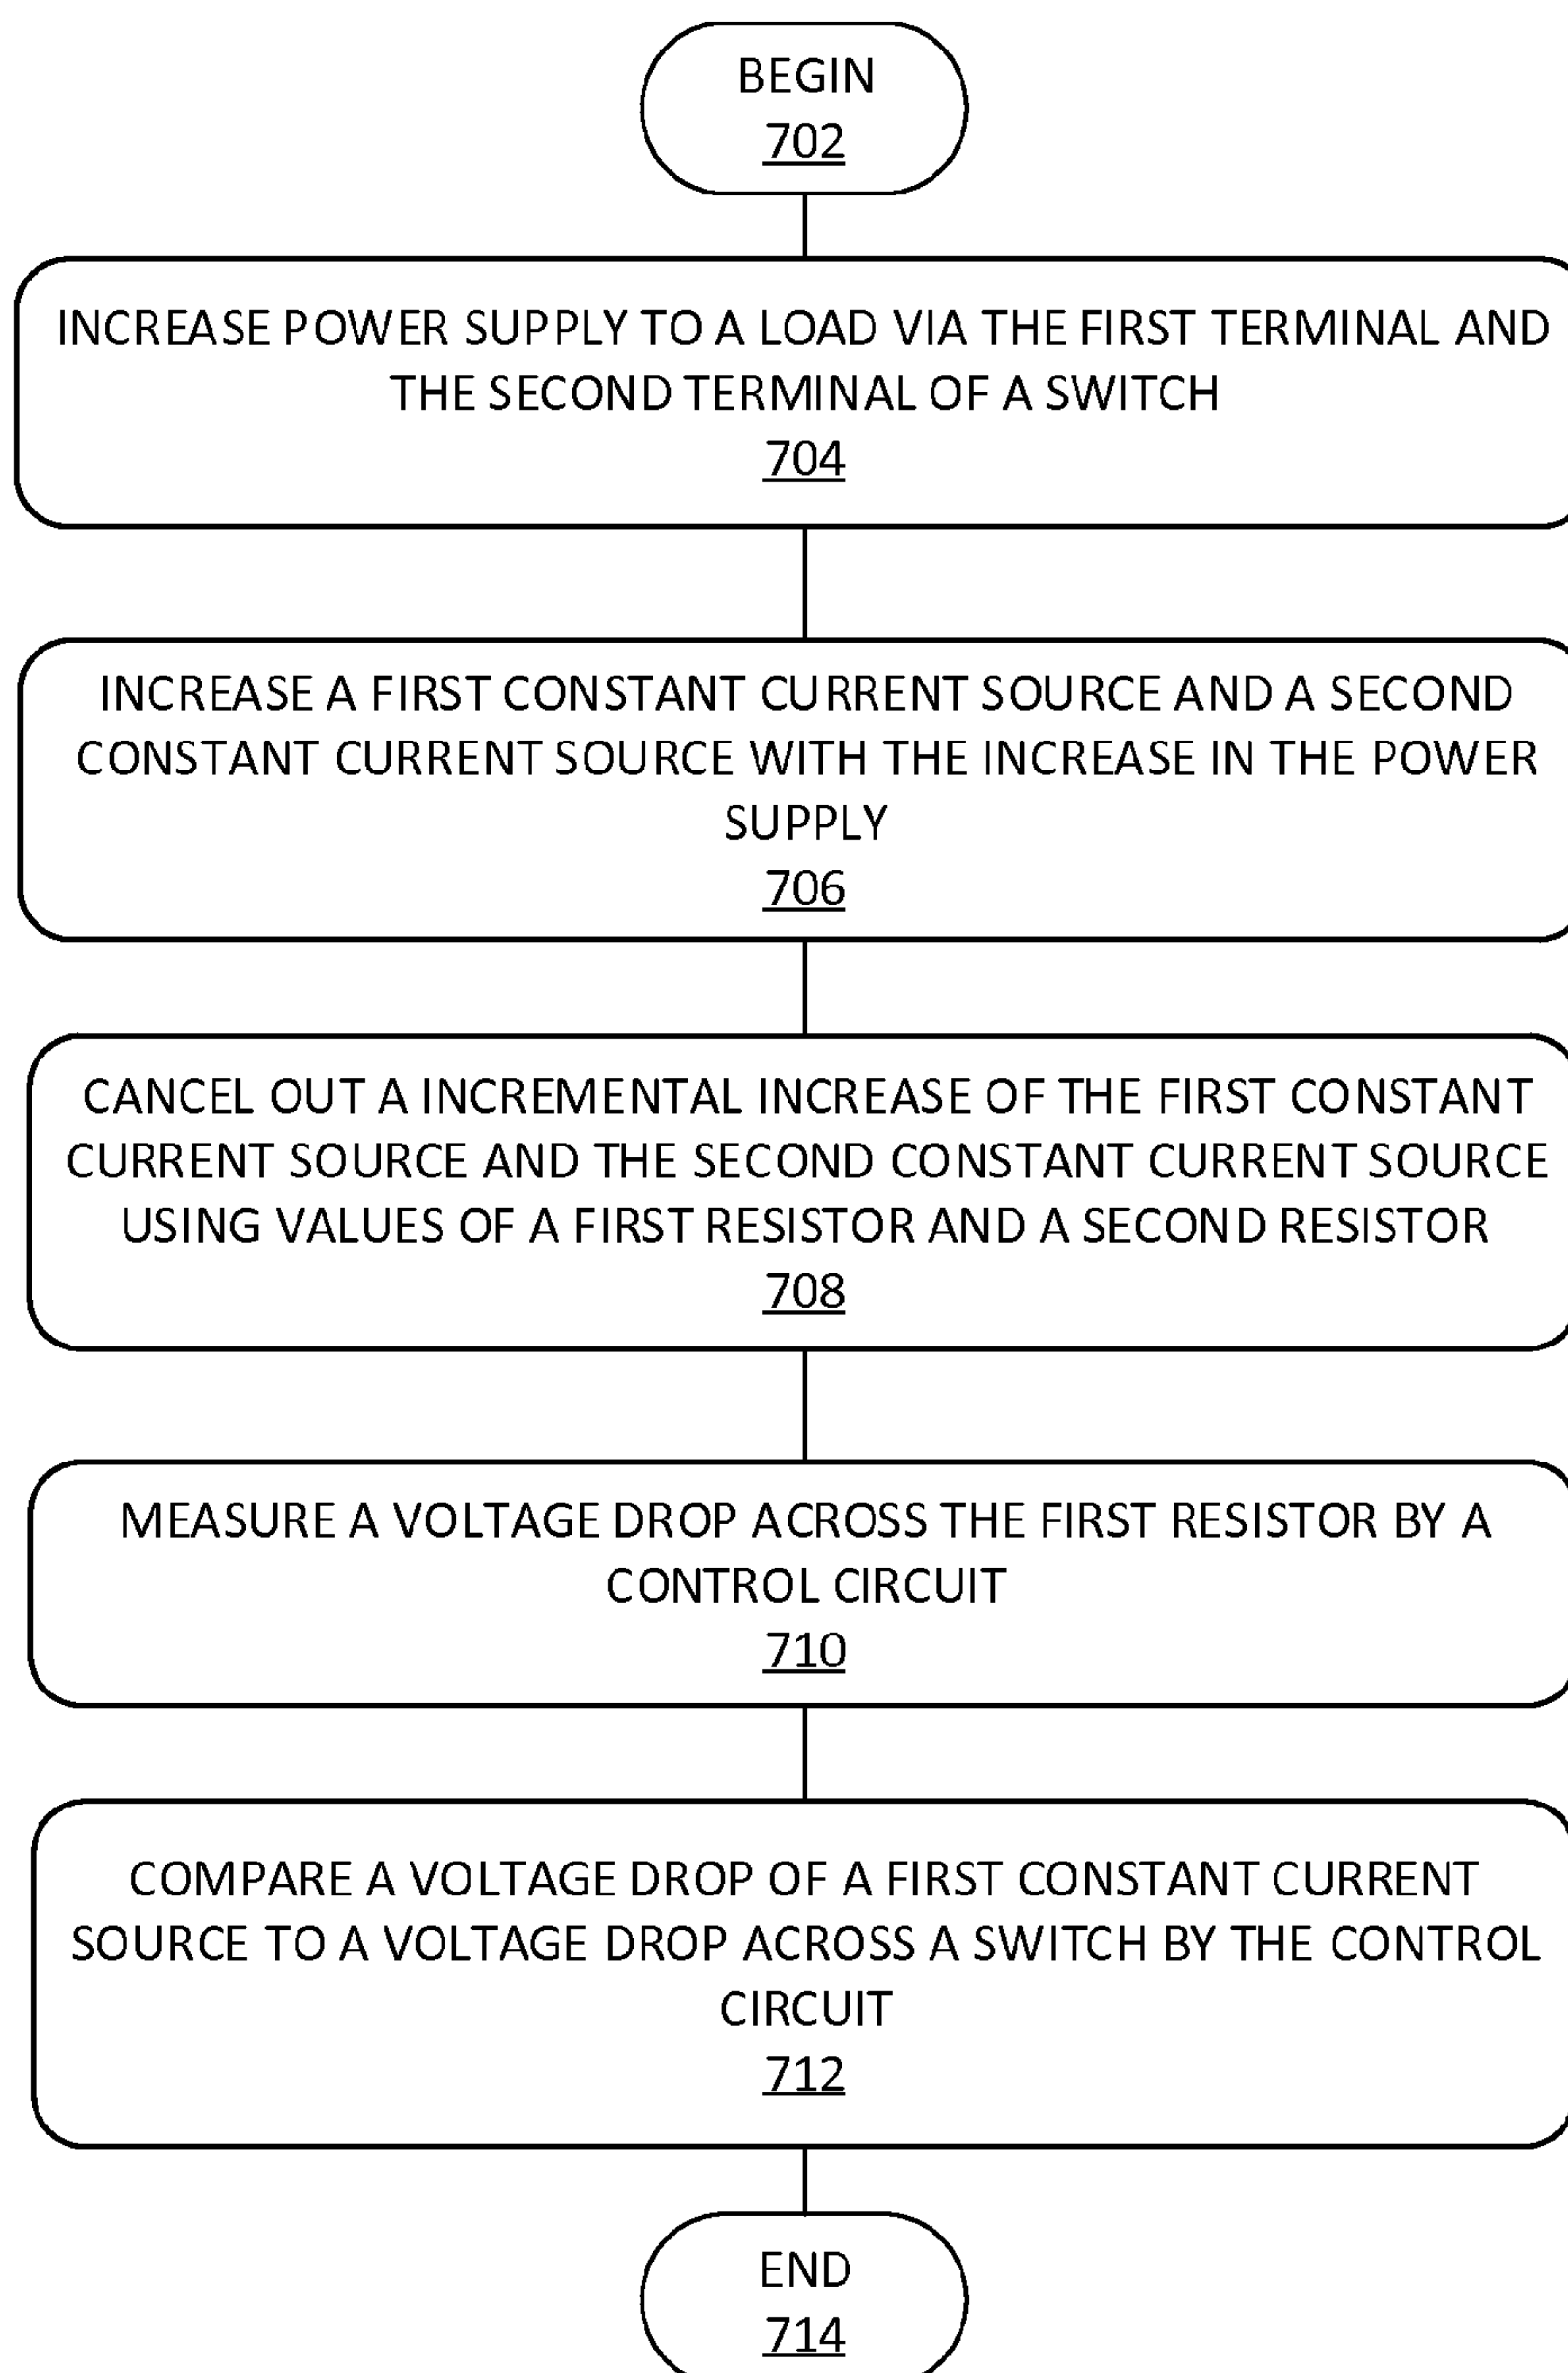 BEGIN
702
INCREASE POWER SUPPLY TO A LOAD VIA THE FIRST TERMINAL AND
THE SECOND TERMINAL OF A SWITCH
704
INCREASE A FIRST CONSTANT CURRENT SOURCE AND A SECOND
CONSTANT CURRENT SOURCE WITH THE INCREASE IN THE POWER
SUPPLY
706
CANCEL OUT A INCREMENTAL INCREASE OF THE FIRST CONSTANT
CURRENT SOURCE AND THE SECOND CONSTANT CURRENT SOURCE
USING VALUES OF A FIRST RESISTOR AND A SECOND RESISTOR
708
MEASURE A VOLTAGE DROP ACROSS THE FIRST RESISTOR BY A
CONTROL CIRCUIT
710
COMPARE A VOLTAGE DROP OF A FIRST CONSTANT CURRENT
SOURCE TO A VOLTAGE DROP ACROSS A SWITCH BY THE CONTROL
CIRCUIT
712
END
714